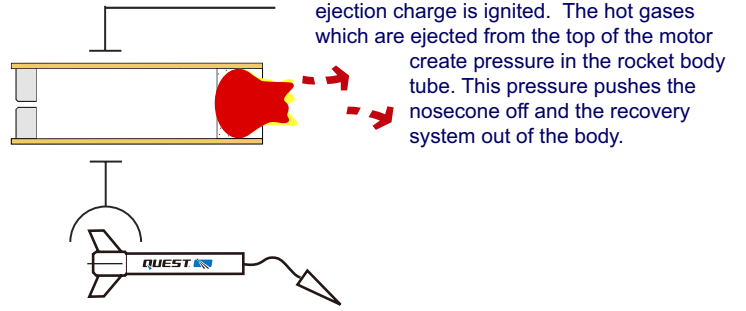 ejection charge is ignited.  The hot gases
which are ejected from the top of the motor
create pressure in the rocket body
tube. This pressure pushes the
nosecone off and the recovery
system out of the body.
QUEST